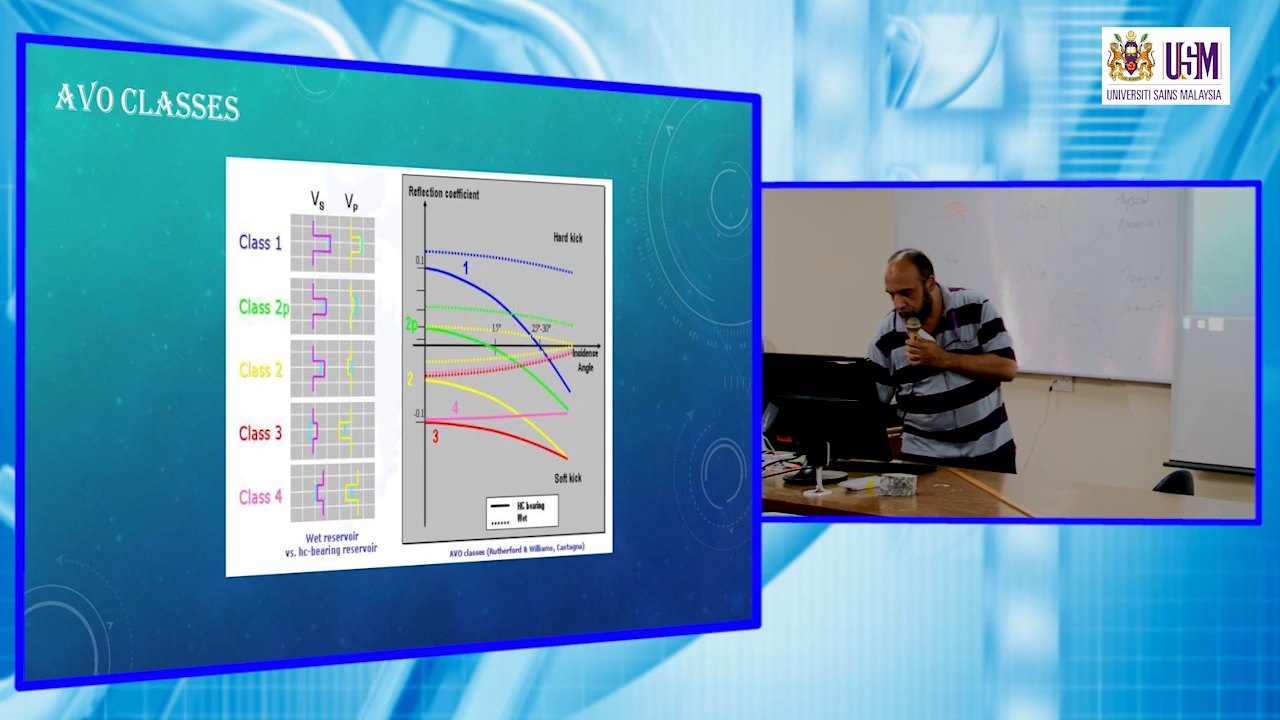 AVO CLASSES
Vs Vp
Class 1
Class 2p
Class 2
Class 3
Class 4
Wet reservoir
vs. hc-bearing reservoir
Reflection coefficient
Hard kick
0.1
1
2p
15°
25°-30°
Incidence
Angle
2
4
-0.1
3
Soft kick
HC bearing
Wet
AVO classes (Rutherford & Williams, Castagna)
USM
UNIVERSITI SAINS MALAYSIA
Physical